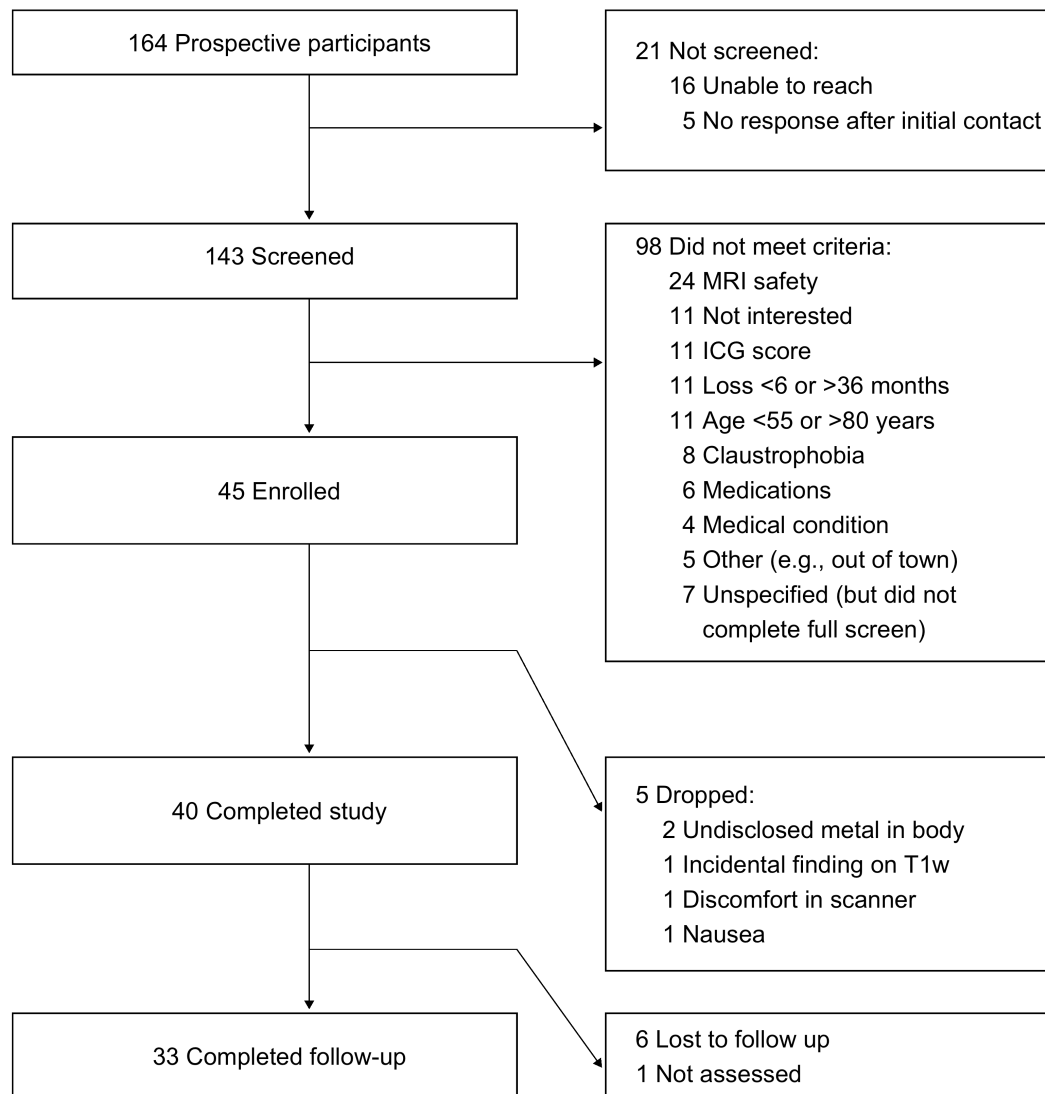 164 Prospective participants
21 Not screened:
16 Unable to reach
5 No response after initial contact
143 Screened
98 Did not meet criteria:
24 MRI safety
11 Not interested
11 ICG score
11 Loss <6 or >36 months
11 Age <55 or >80 years
8 Claustrophobia
6 Medications
4 Medical condition
5 Other (e.g., out of town)
7 Unspecified (but did not
complete full screen)
45 Enrolled
40 Completed study
5 Dropped:
2 Undisclosed metal in body
1 Incidental finding on T1w
1 Discomfort in scanner
1 Nausea
33 Completed follow-up
6 Lost to follow up
1 Not assessed